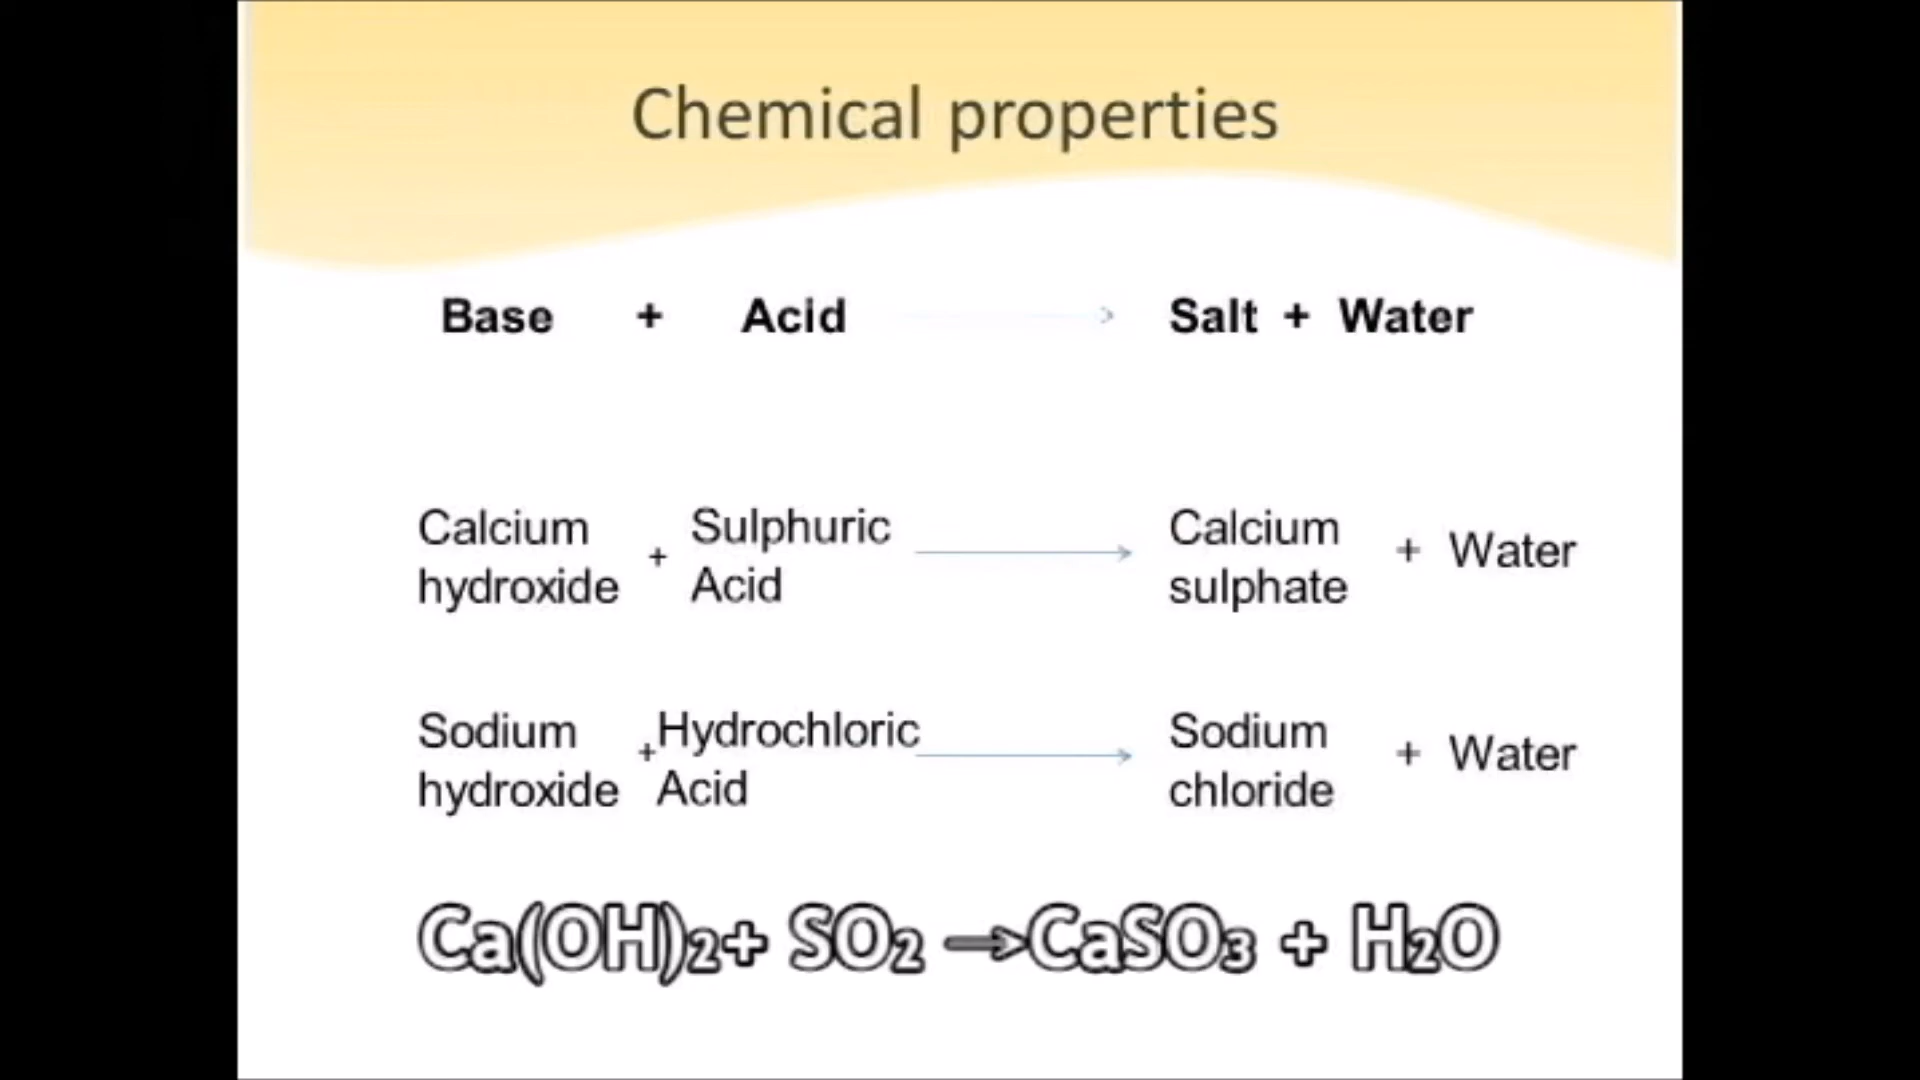 Chemical properties
Base + Acid → Salt + Water
Calcium hydroxide + Sulphuric Acid → Calcium sulphate + Water
Sodium hydroxide + Hydrochloric Acid → Sodium chloride + Water
Ca(OH)₂+ SO₂ →CaSO₃ + H₂O